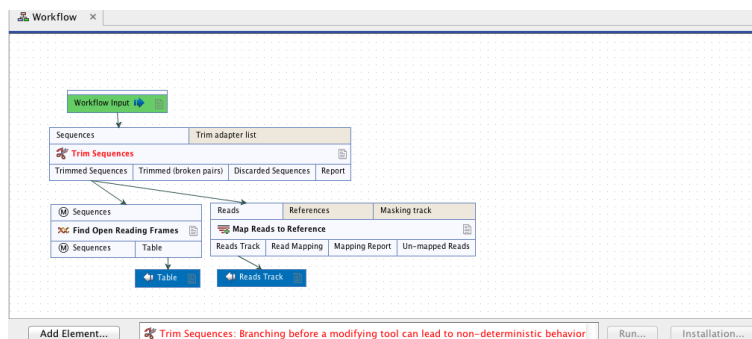 Workflow ×
Workflow Input
Sequences Trim adapter list
Trim Sequences
Trimmed Sequences Trimmed (broken pairs) Discarded Sequences Report
M Sequences
Find Open Reading Frames
M Sequences Table
Table
Reads References Masking track
Map Reads to Reference
Reads Track Read Mapping Mapping Report Un-mapped Reads
Reads Track
Add Element... Trim Sequences: Branching before a modifying tool can lead to non-deterministic behavior Run... Installation...